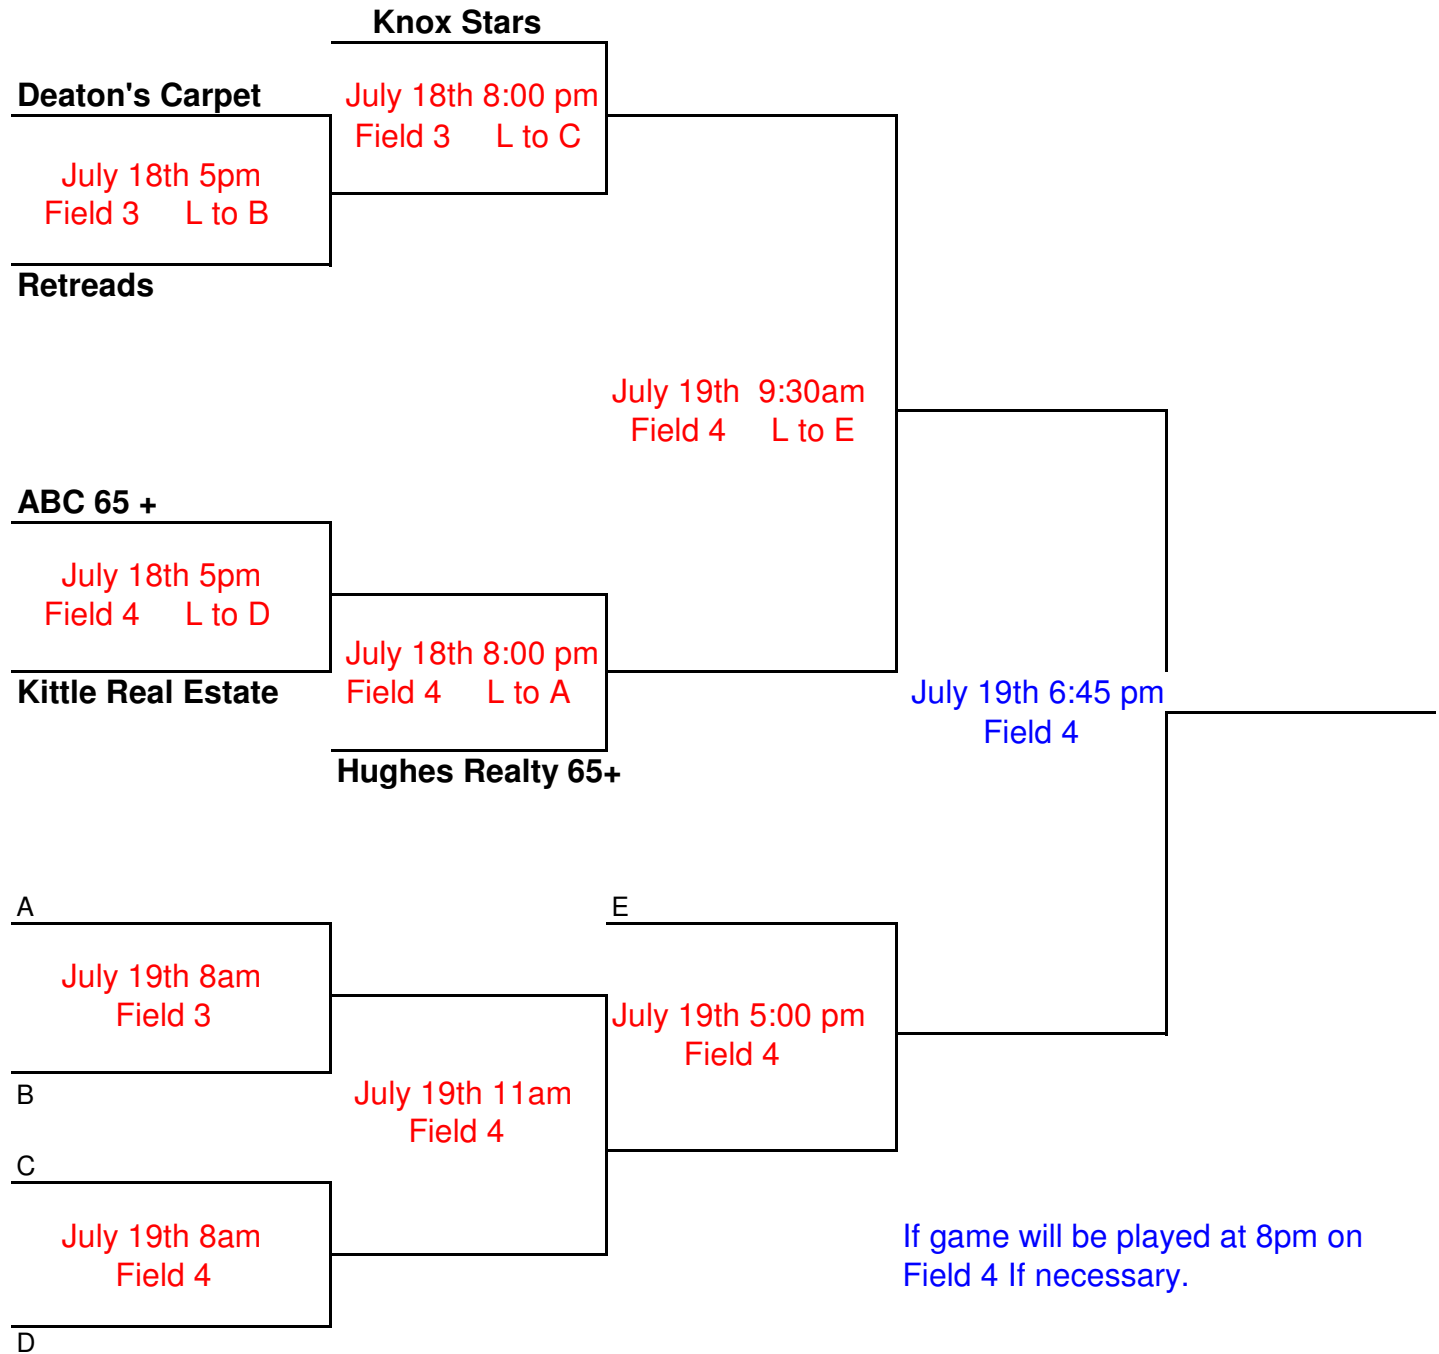 Knox Stars
Deaton's Carpet
July 18th 8:00 pm
Field 3 L to C
July 18th 5pm
Field 3 L to B
Retreads
July 19th 9:30am
Field 4 L to E
ABC 65 +
July 18th 5pm
Field 4 L to D
Kittle Real Estate
July 18th 8:00 pm
Field 4 L to A
Hughes Realty 65+
July 19th 6:45 pm
Field 4
A
July 19th 8am
Field 3
B
E
July 19th 5:00 pm
Field 4
July 19th 11am
Field 4
C
July 19th 8am
Field 4
D
If game will be played at 8pm on
Field 4 If necessary.